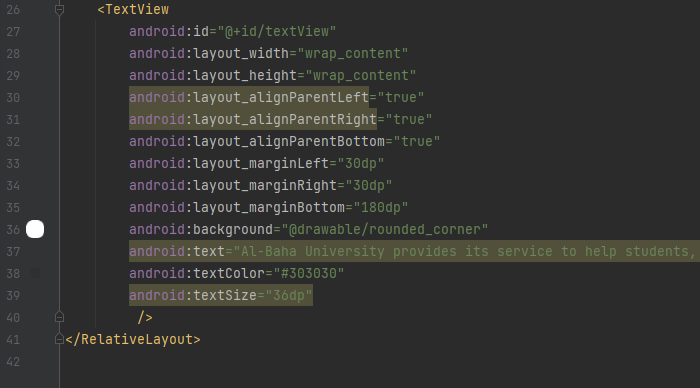 26 <TextView
27 android:id="@+id/textView"
28 android:layout_width="wrap_content"
29 android:layout_height="wrap_content"
30 android:layout_alignParentLeft="true"
31 android:layout_alignParentRight="true"
32 android:layout_alignParentBottom="true"
33 android:layout_marginLeft="30dp"
34 android:layout_marginRight="30dp"
35 android:layout_marginBottom="180dp"
36 android:background="@drawable/rounded_corner"
37 android:text="Al-Baha University provides its service to help students,
38 android:textColor="#303030"
39 android:textSize="36dp"
40 />
41 </RelativeLayout>
42